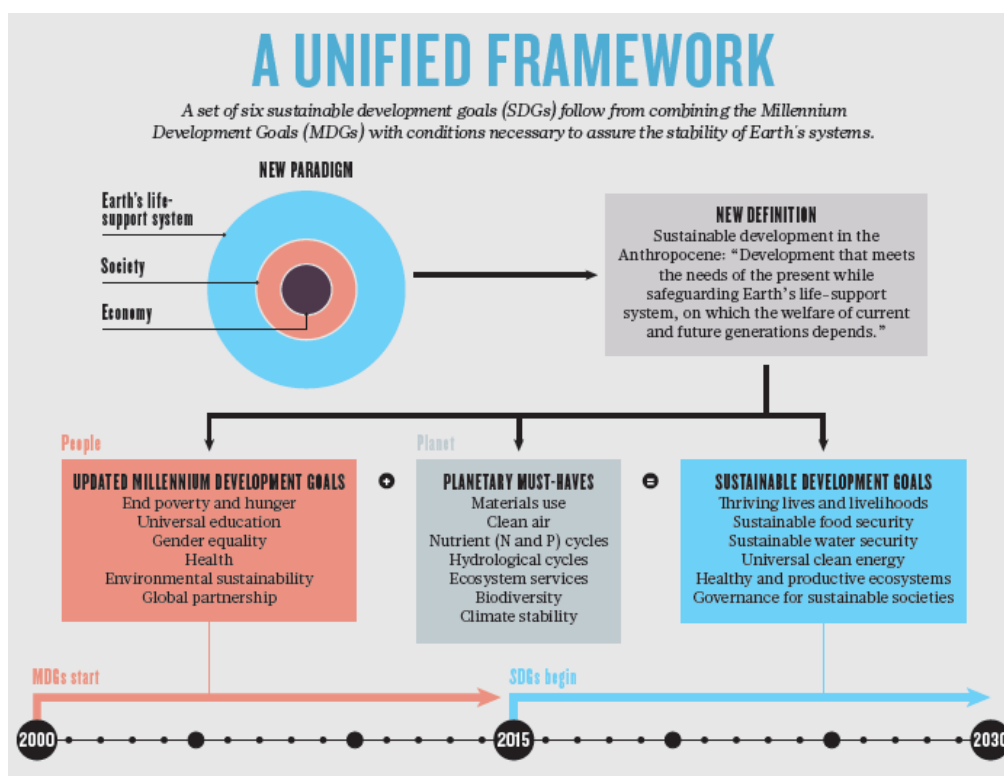 A UNIFIED FRAMEWORK
A set of six sustainable development goals (SDGs) follow from combining the Millennium
Development Goals (MDGs) with conditions necessary to assure the stability of Earth's systems.
NEW PARADIGM
Earth's life-
support system
Society
Economy
NEW DEFINITION
Sustainable development in the
Anthropocene: “Development that meets
the needs of the present while
safeguarding Earth's life-support
system, on which the welfare of current
and future generations depends.”
People
UPDATED MILLENNIUM DEVELOPMENT GOALS
End poverty and hunger
Universal education
Gender equality
Health
Environmental sustainability
Global partnership
+
Planet
PLANETARY MUST-HAVES
Materials use
Clean air
Nutrient (N and P) cycles
Hydrological cycles
Ecosystem services
Biodiversity
Climate stability
=
SUSTAINABLE DEVELOPMENT GOALS
Thriving lives and livelihoods
Sustainable food security
Sustainable water security
Universal clean energy
Healthy and productive ecosystems
Governance for sustainable societies
MDGs start
SDGs begin
2000
2015
2030